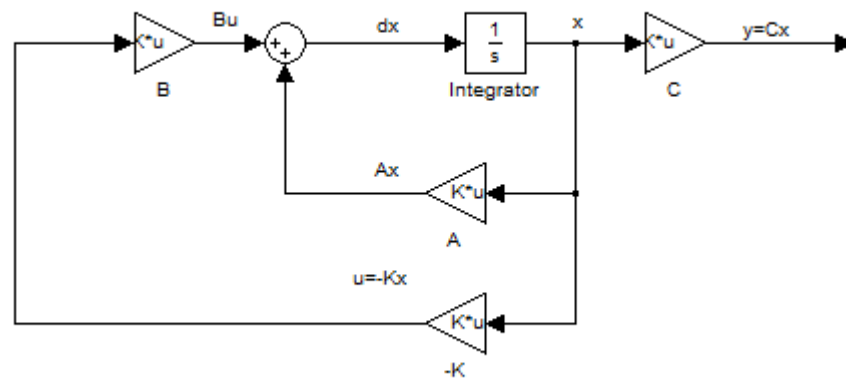 Bu
dx
x
y=Cx
K*u
+
+
1
s
K*u
B
Integrator
C
Ax
K*u
A
u=-Kx
K*u
-K